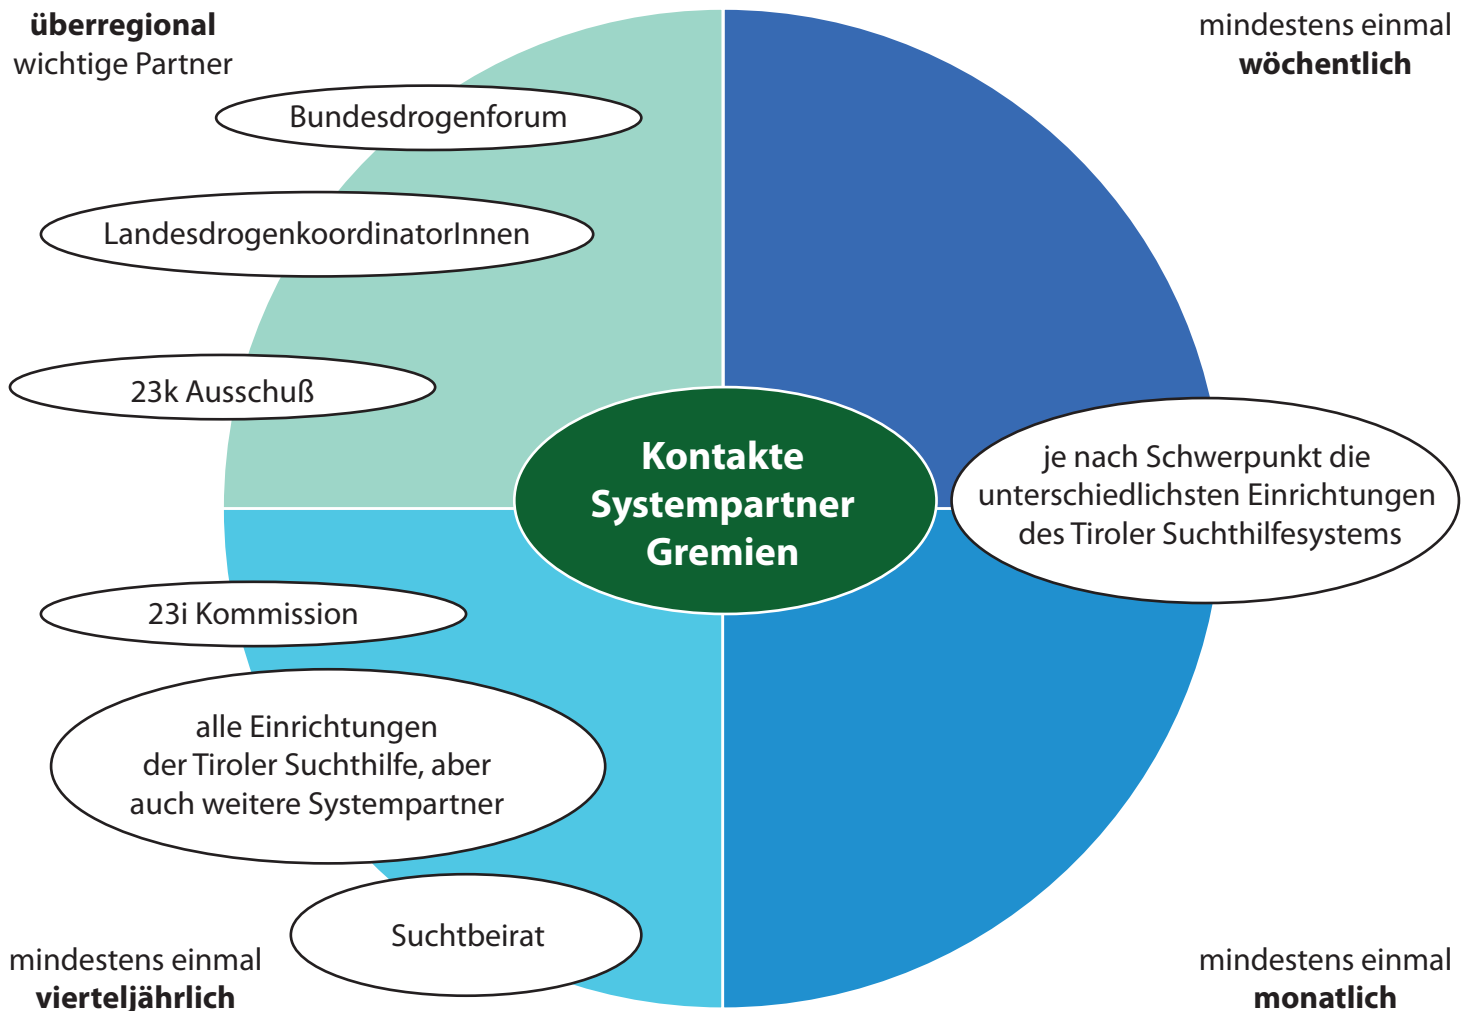 überregional
wichtige Partner
mindestens einmal
wöchentlich
Bundesdrogenforum
LandesdrogenkoordinatorInnen
23k Ausschuß
Kontakte
Systempartner
Gremien
je nach Schwerpunkt die
unterschiedlichsten Einrichtungen
des Tiroler Suchthilfesystems
23i Kommission
alle Einrichtungen
der Tiroler Suchthilfe, aber
auch weitere Systempartner
Suchtbeirat
mindestens einmal
vierteljährlich
mindestens einmal
monatlich